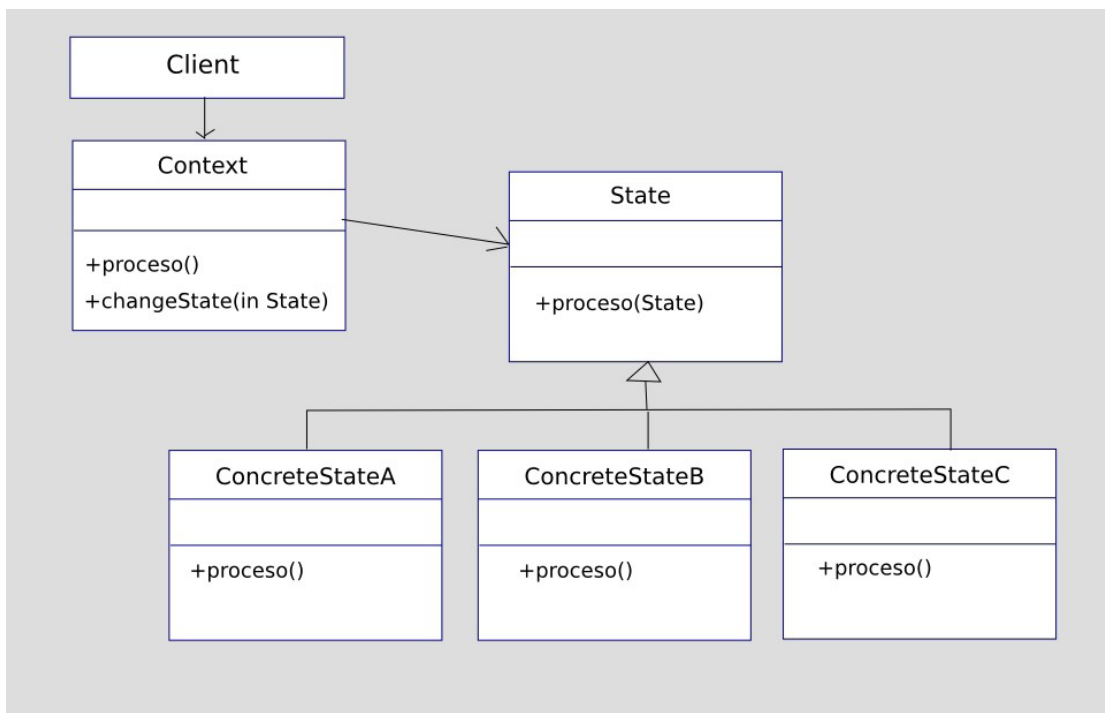 Client
Context
+proceso()
+changeState(in State)
State
+proceso(State)
ConcreteStateA
+proceso()
ConcreteStateB
+proceso()
ConcreteStateC
+proceso()